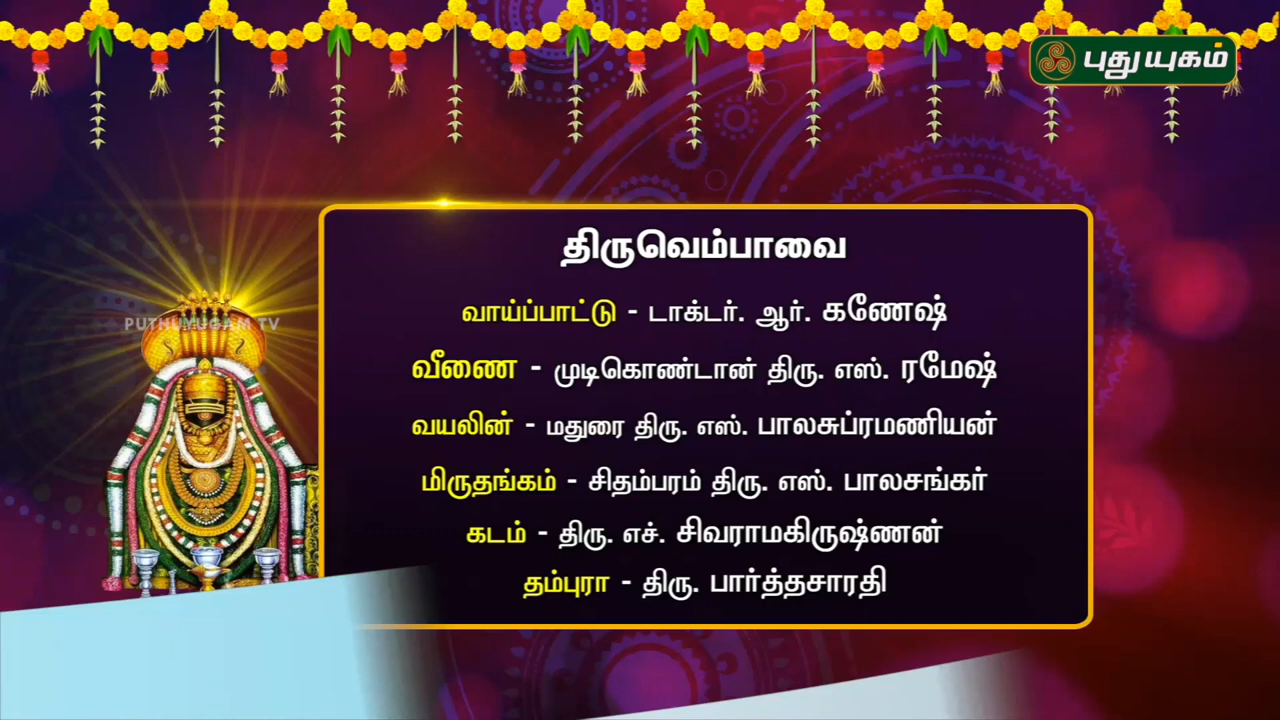 புதுயுகம்
திருவெம்பாவை
வாய்ப்பாட்டு - டாக்டர். ஆர். கணேஷ்
PUTHUYUGAM TV
வீணை - முடிகொண்டான் திரு. எஸ். ரமேஷ்
வயலின் - மதுரை திரு. எஸ். பாலசுப்ரமணியன்
மிருதங்கம் - சிதம்பரம் திரு. எஸ். பாலசங்கர்
கடம் - திரு. எச். சிவராமகிருஷ்ணன்
தம்புரா - திரு. பார்த்தசாரதி